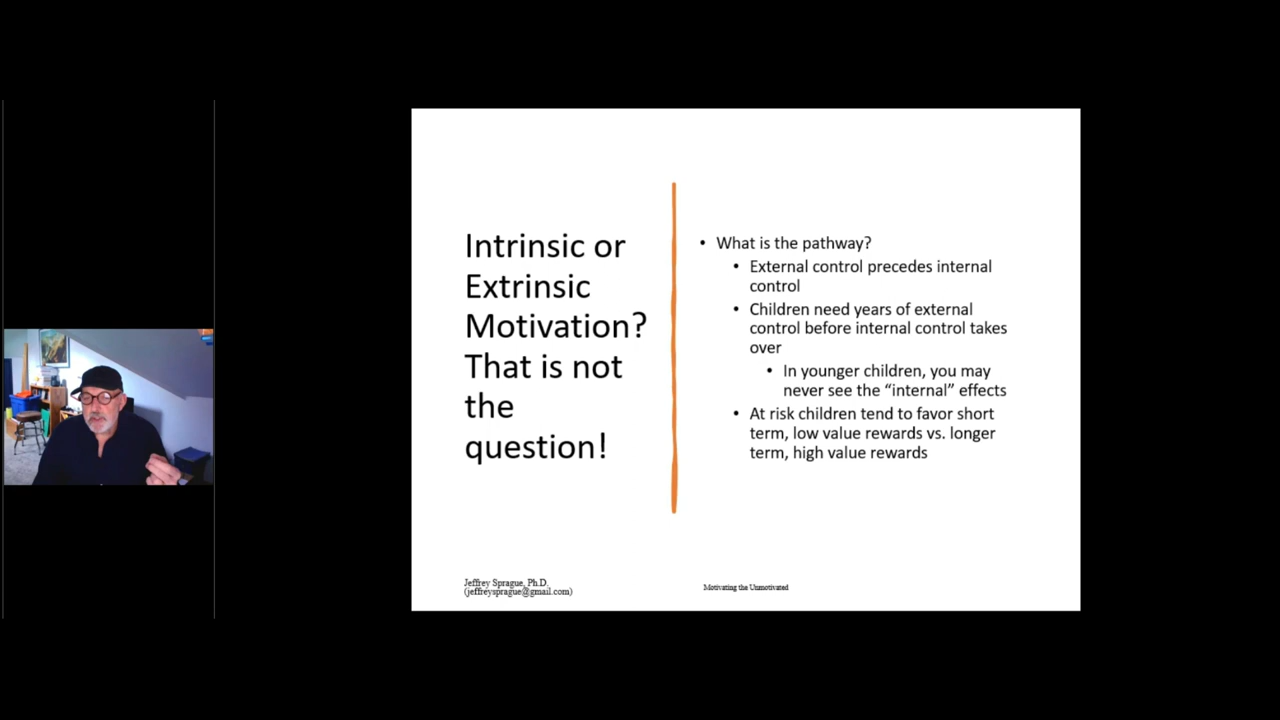 Intrinsic or
Extrinsic
Motivation?
That is not
the
question!
• What is the pathway?
• External control precedes internal
control
• Children need years of external
control before internal control takes
over
• In younger children, you may
never see the “internal” effects
• At risk children tend to favor short
term, low value rewards vs. longer
term, high value rewards
Jeffrey Sprague, Ph.D.
(jeffreysprague@gmail.com)
Motivating the Unmotivated